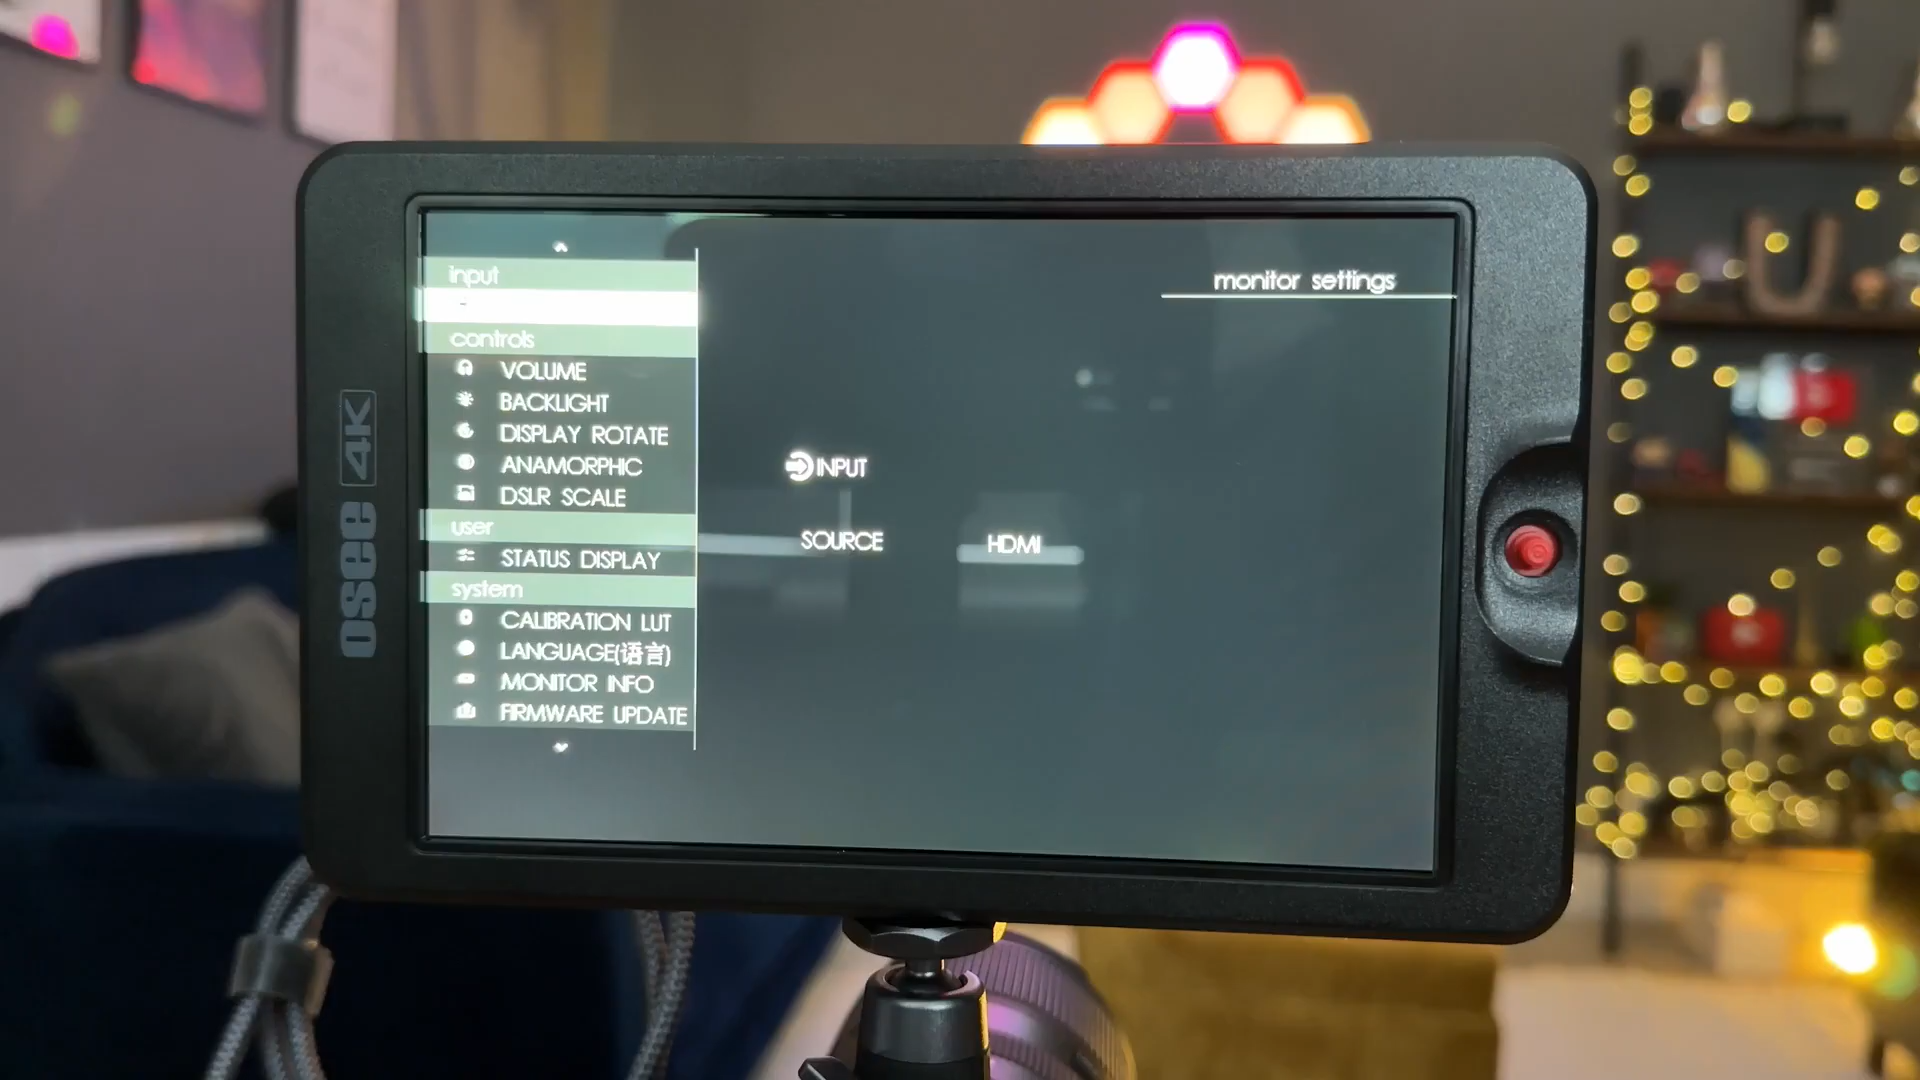 osee 4K
input
controls
VOLUME
BACKLIGHT
DISPLAY ROTATE
ANAMORPHIC
DSLR SCALE
user
STATUS DISPLAY
system
CALIBRATION LUT
LANGUAGE(语言)
MONITOR INFO
FIRMWARE UPDATE
monitor settings
INPUT
SOURCE HDMI
U